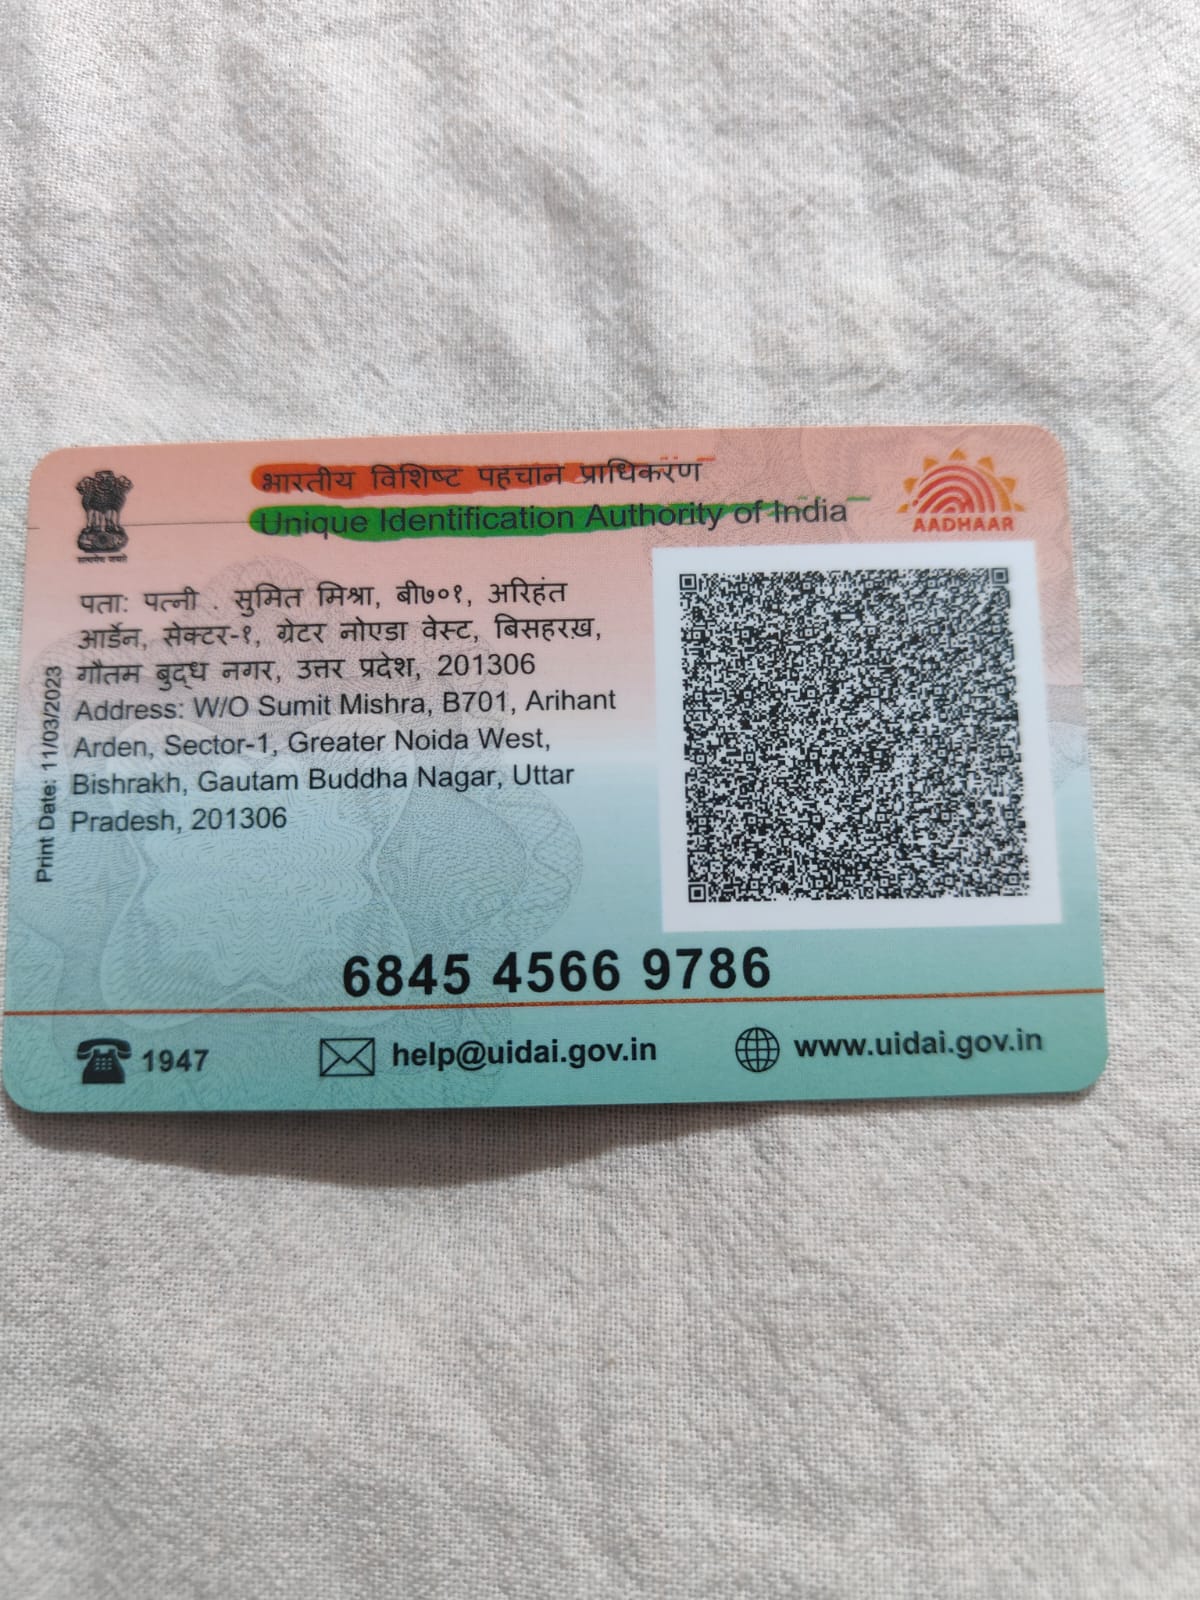 भारतीय विशिष्ट पहचान प्राधिकरण
Unique Identification Authority of India
AADHAAR
सत्यमेव जयते
पता: पत्नी . सुमित मिश्रा, बी७०१, अरिहंत
आर्डेन, सेक्टर-१, ग्रेटर नोएडा वेस्ट, बिसहरख़,
गौतम बुद्ध नगर, उत्तर प्रदेश, 201306
Address: W/O Sumit Mishra, B701, Arihant
Arden, Sector-1, Greater Noida West,
Bishrakh, Gautam Buddha Nagar, Uttar
Pradesh, 201306
Print Date: 11/03/2023
6845 4566 9786
1947
help@uidai.gov.in
www.uidai.gov.in